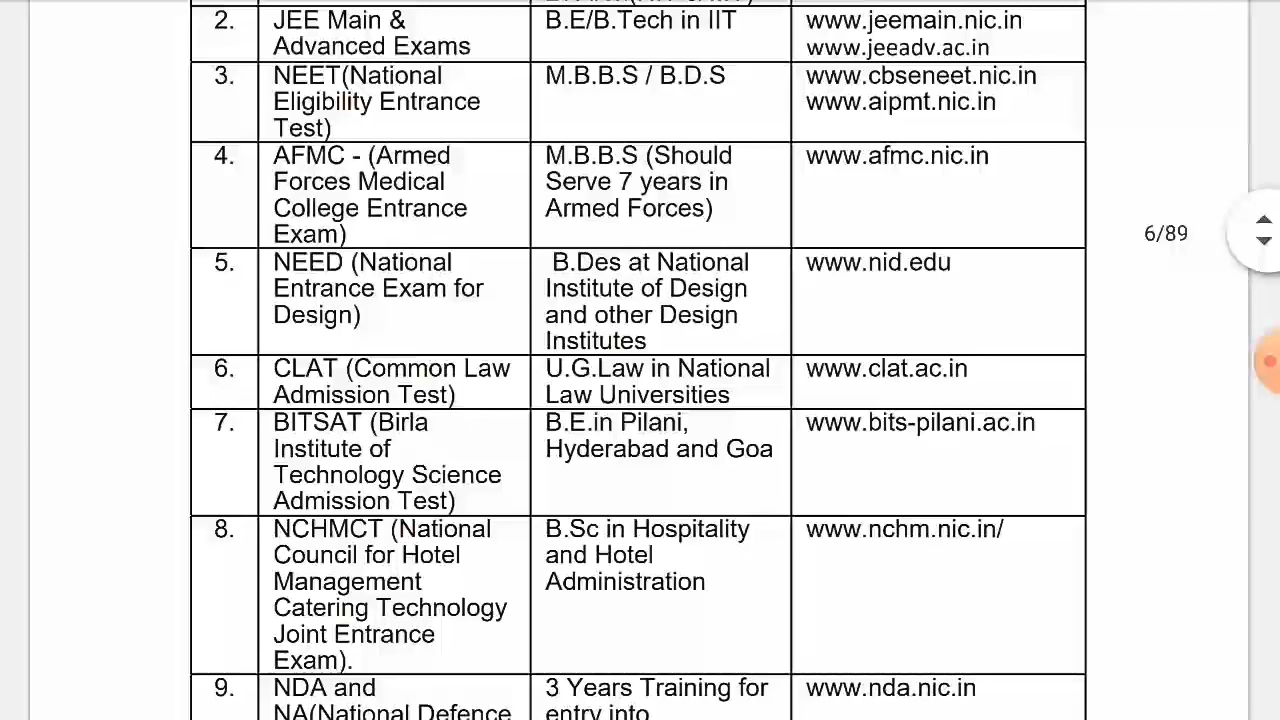 2. JEE Main & B.E/B.Tech in IIT www.jeemain.nic.in
Advanced Exams www.jeeadv.ac.in
3. NEET(National M.B.B.S / B.D.S www.cbseneet.nic.in
Eligibility Entrance www.aipmt.nic.in
Test)
4. AFMC - (Armed M.B.B.S (Should www.afmc.nic.in
Forces Medical Serve 7 years in
College Entrance Armed Forces)
Exam)
6/89
5. NEED (National B.Des at National www.nid.edu
Entrance Exam for Institute of Design
Design) and other Design
Institutes
6. CLAT (Common Law U.G.Law in National www.clat.ac.in
Admission Test) Law Universities
7. BITSAT (Birla B.E.in Pilani, www.bits-pilani.ac.in
Institute of Hyderabad and Goa
Technology Science
Admission Test)
8. NCHMCT (National B.Sc in Hospitality www.nchm.nic.in/
Council for Hotel and Hotel
Management Administration
Catering Technology
Joint Entrance
Exam).
9. NDA and 3 Years Training for www.nda.nic.in
NA(National Defence entry into